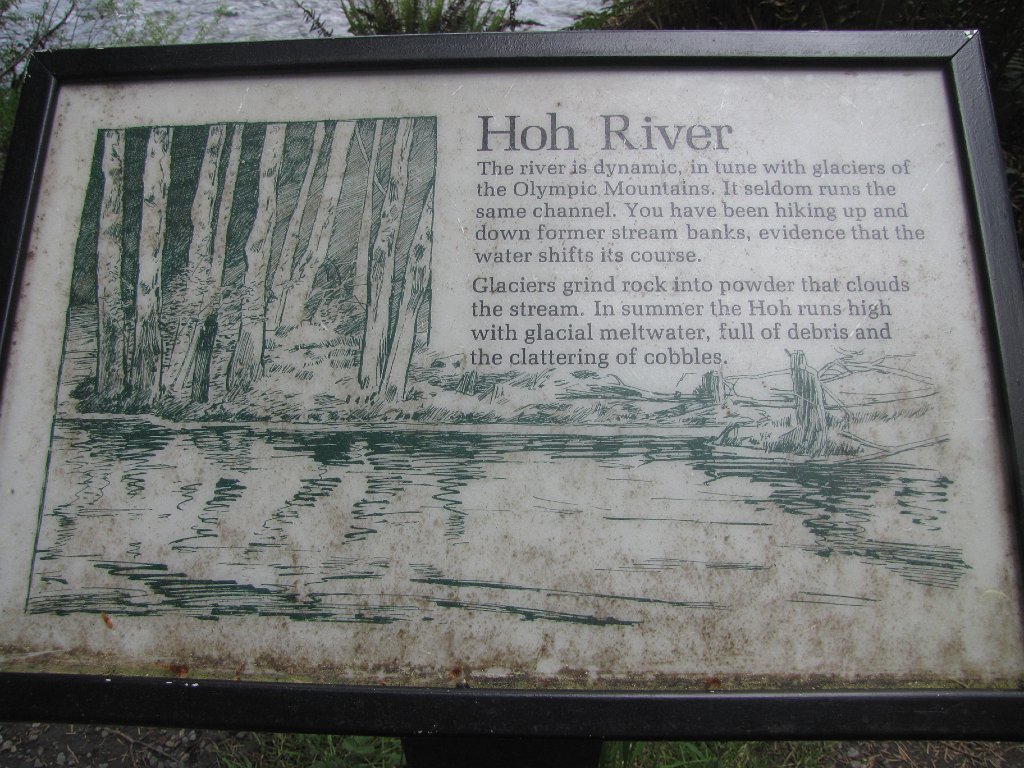 Hoh River
The river is dynamic, in tune with glaciers of
the Olympic Mountains. It seldom runs the
same channel. You have been hiking up and
down former stream banks, evidence that the
water shifts its course.
Glaciers grind rock into powder that clouds
the stream. In summer the Hoh runs high
with glacial meltwater, full of debris and
the clattering of cobbles.